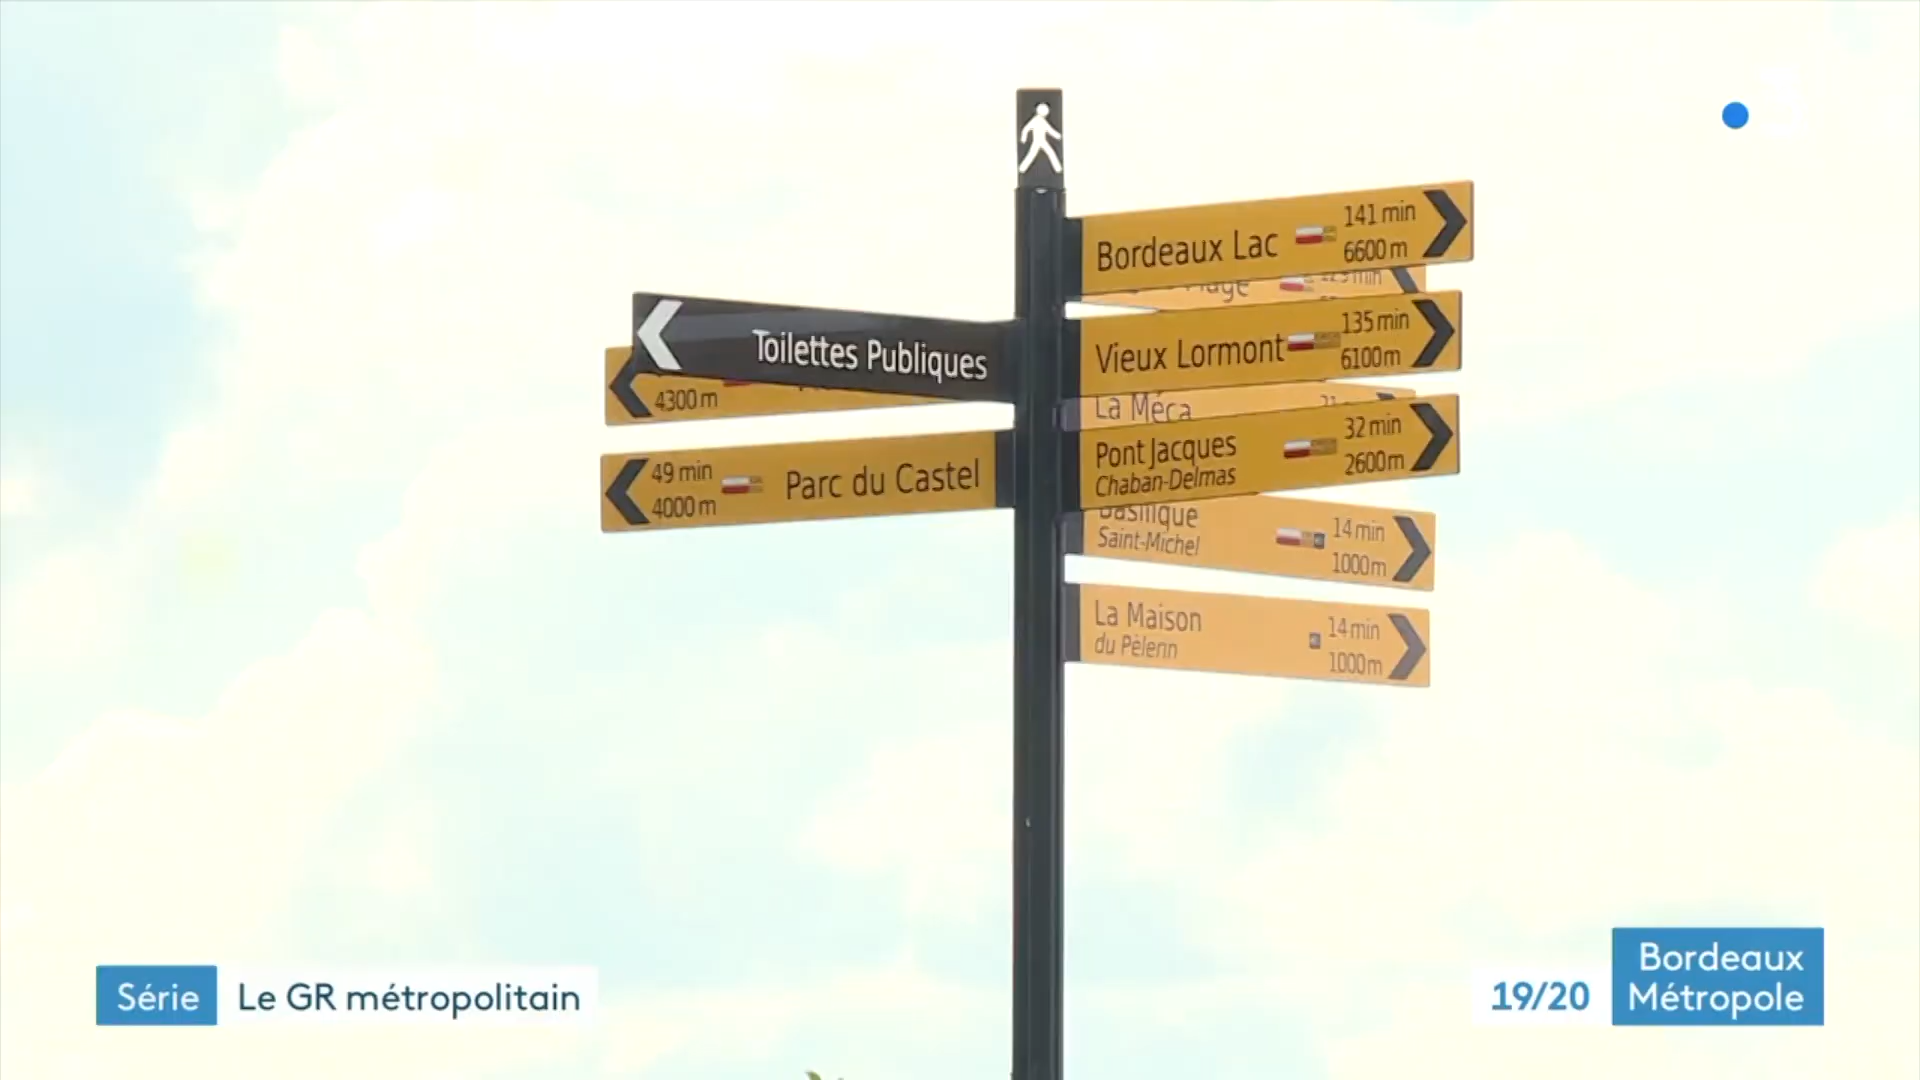 Bordeaux Lac 141 min
6600 m
Vieux Lormont 135 min
6100 m
La Méca
Pont Jacques 32 min
Chaban-Delmas 2600 m
Basilique 14 min
Saint-Michel 1000 m
La Maison 14 min
du Pèlerin 1000 m
Toilettes Publiques
4300 m
49 min
4000 m Parc du Castel
Série Le GR métropolitain
19/20
Bordeaux
Métropole